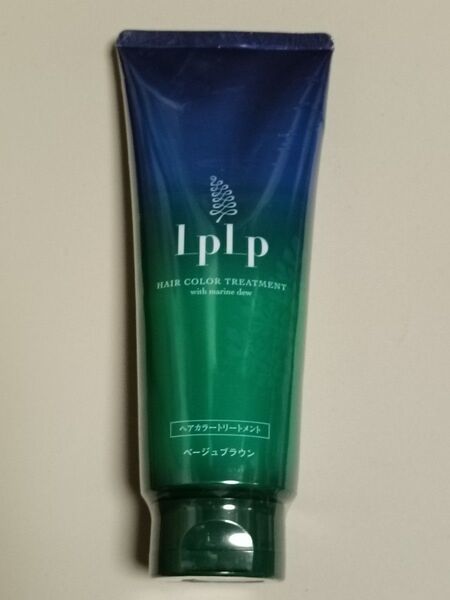 LpLp
HAIR COLOR TREATMENT
with marine dew
ヘアカラートリートメント
ベージュブラウン